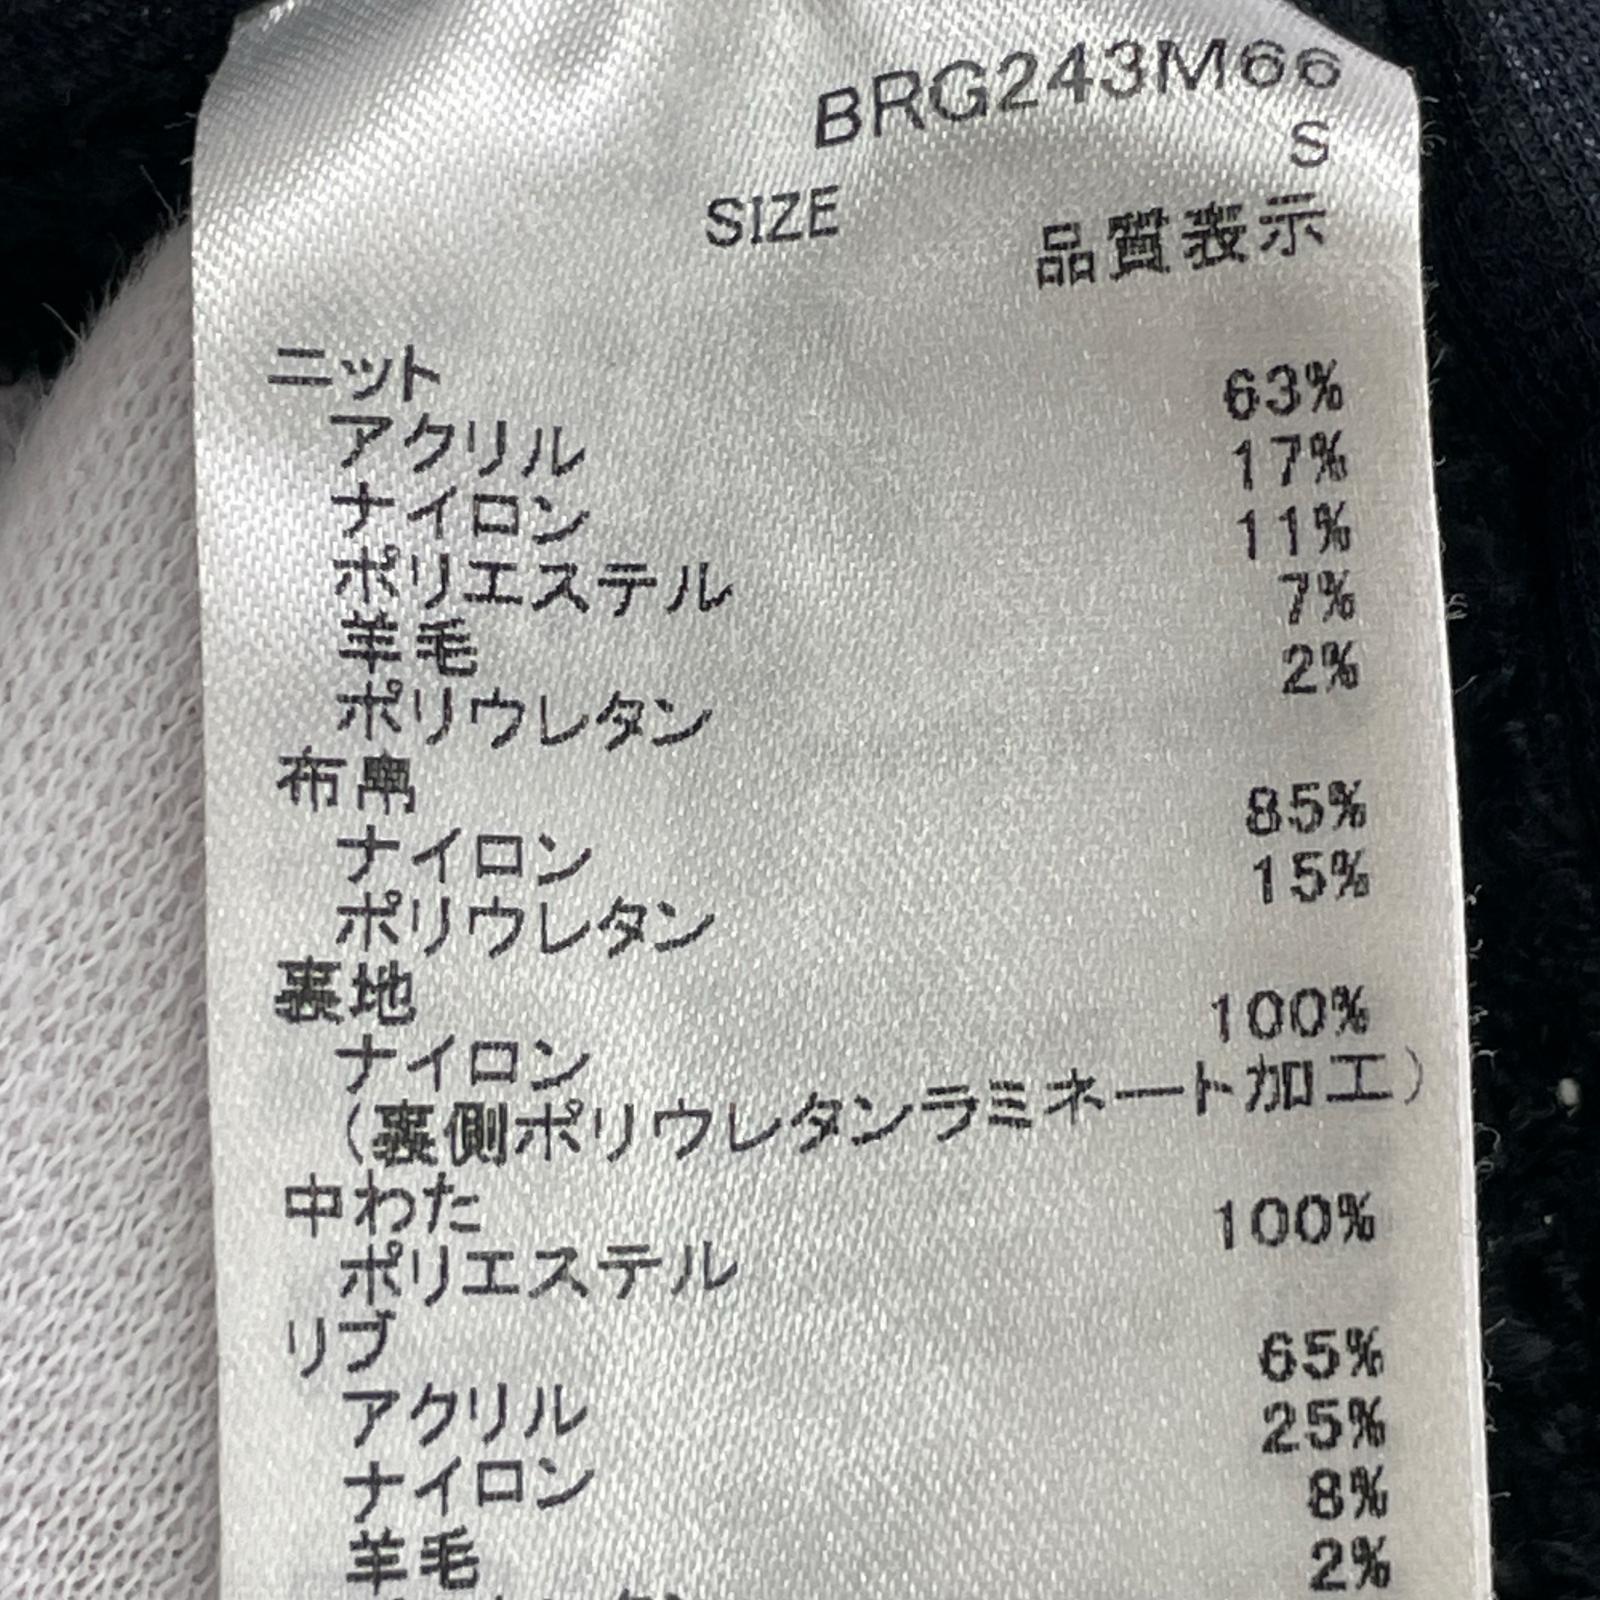 BRG243M66
SIZE S
品質表示
ニット
アクリル 63%
ナイロン 17%
ポリエステル 11%
羊毛 7%
ポリウレタン 2%
布帛
ナイロン 85%
ポリウレタン 15%
裏地
ナイロン 100%
(裏側ポリウレタンラミネート加工)
中わた
ポリエステル 100%
リブ
アクリル 65%
ナイロン 25%
羊毛 8%
2%